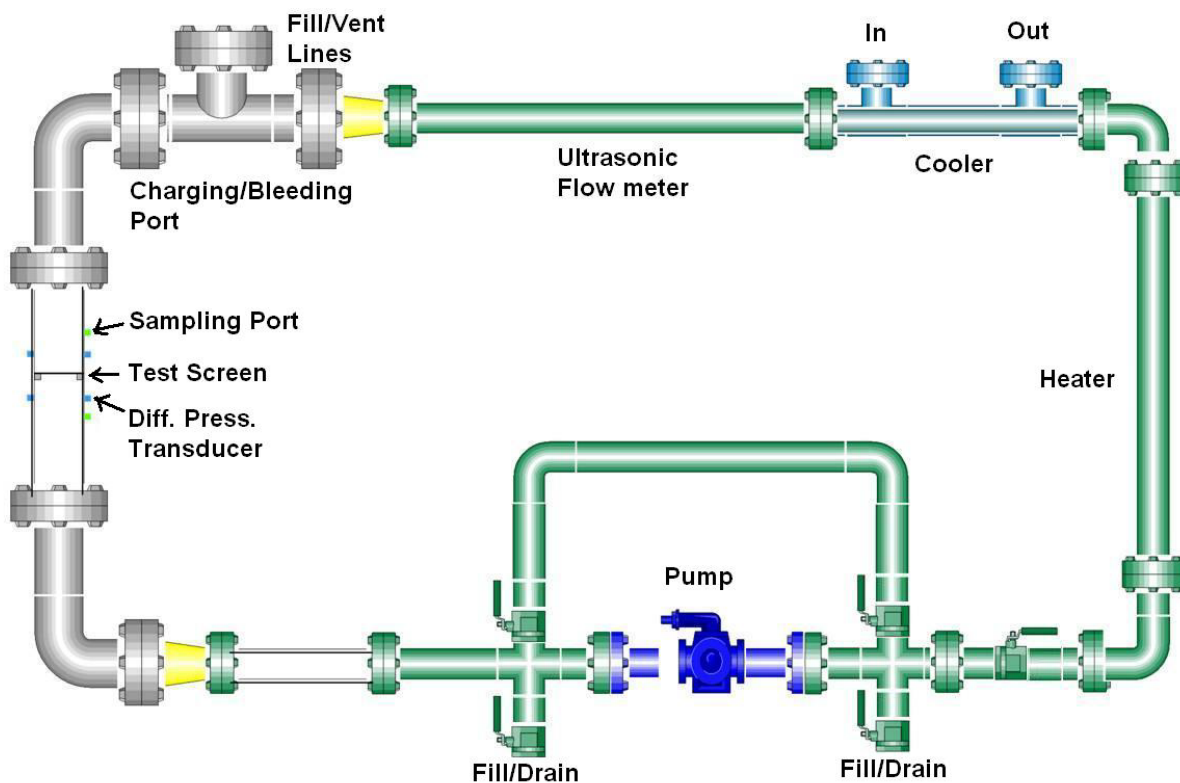 Fill/Vent
Lines
In
Out
Charging/Bleeding
Port
Ultrasonic
Flow meter
Cooler
Sampling Port
Test Screen
Diff. Press.
Transducer
Heater
Pump
Fill/Drain
Fill/Drain